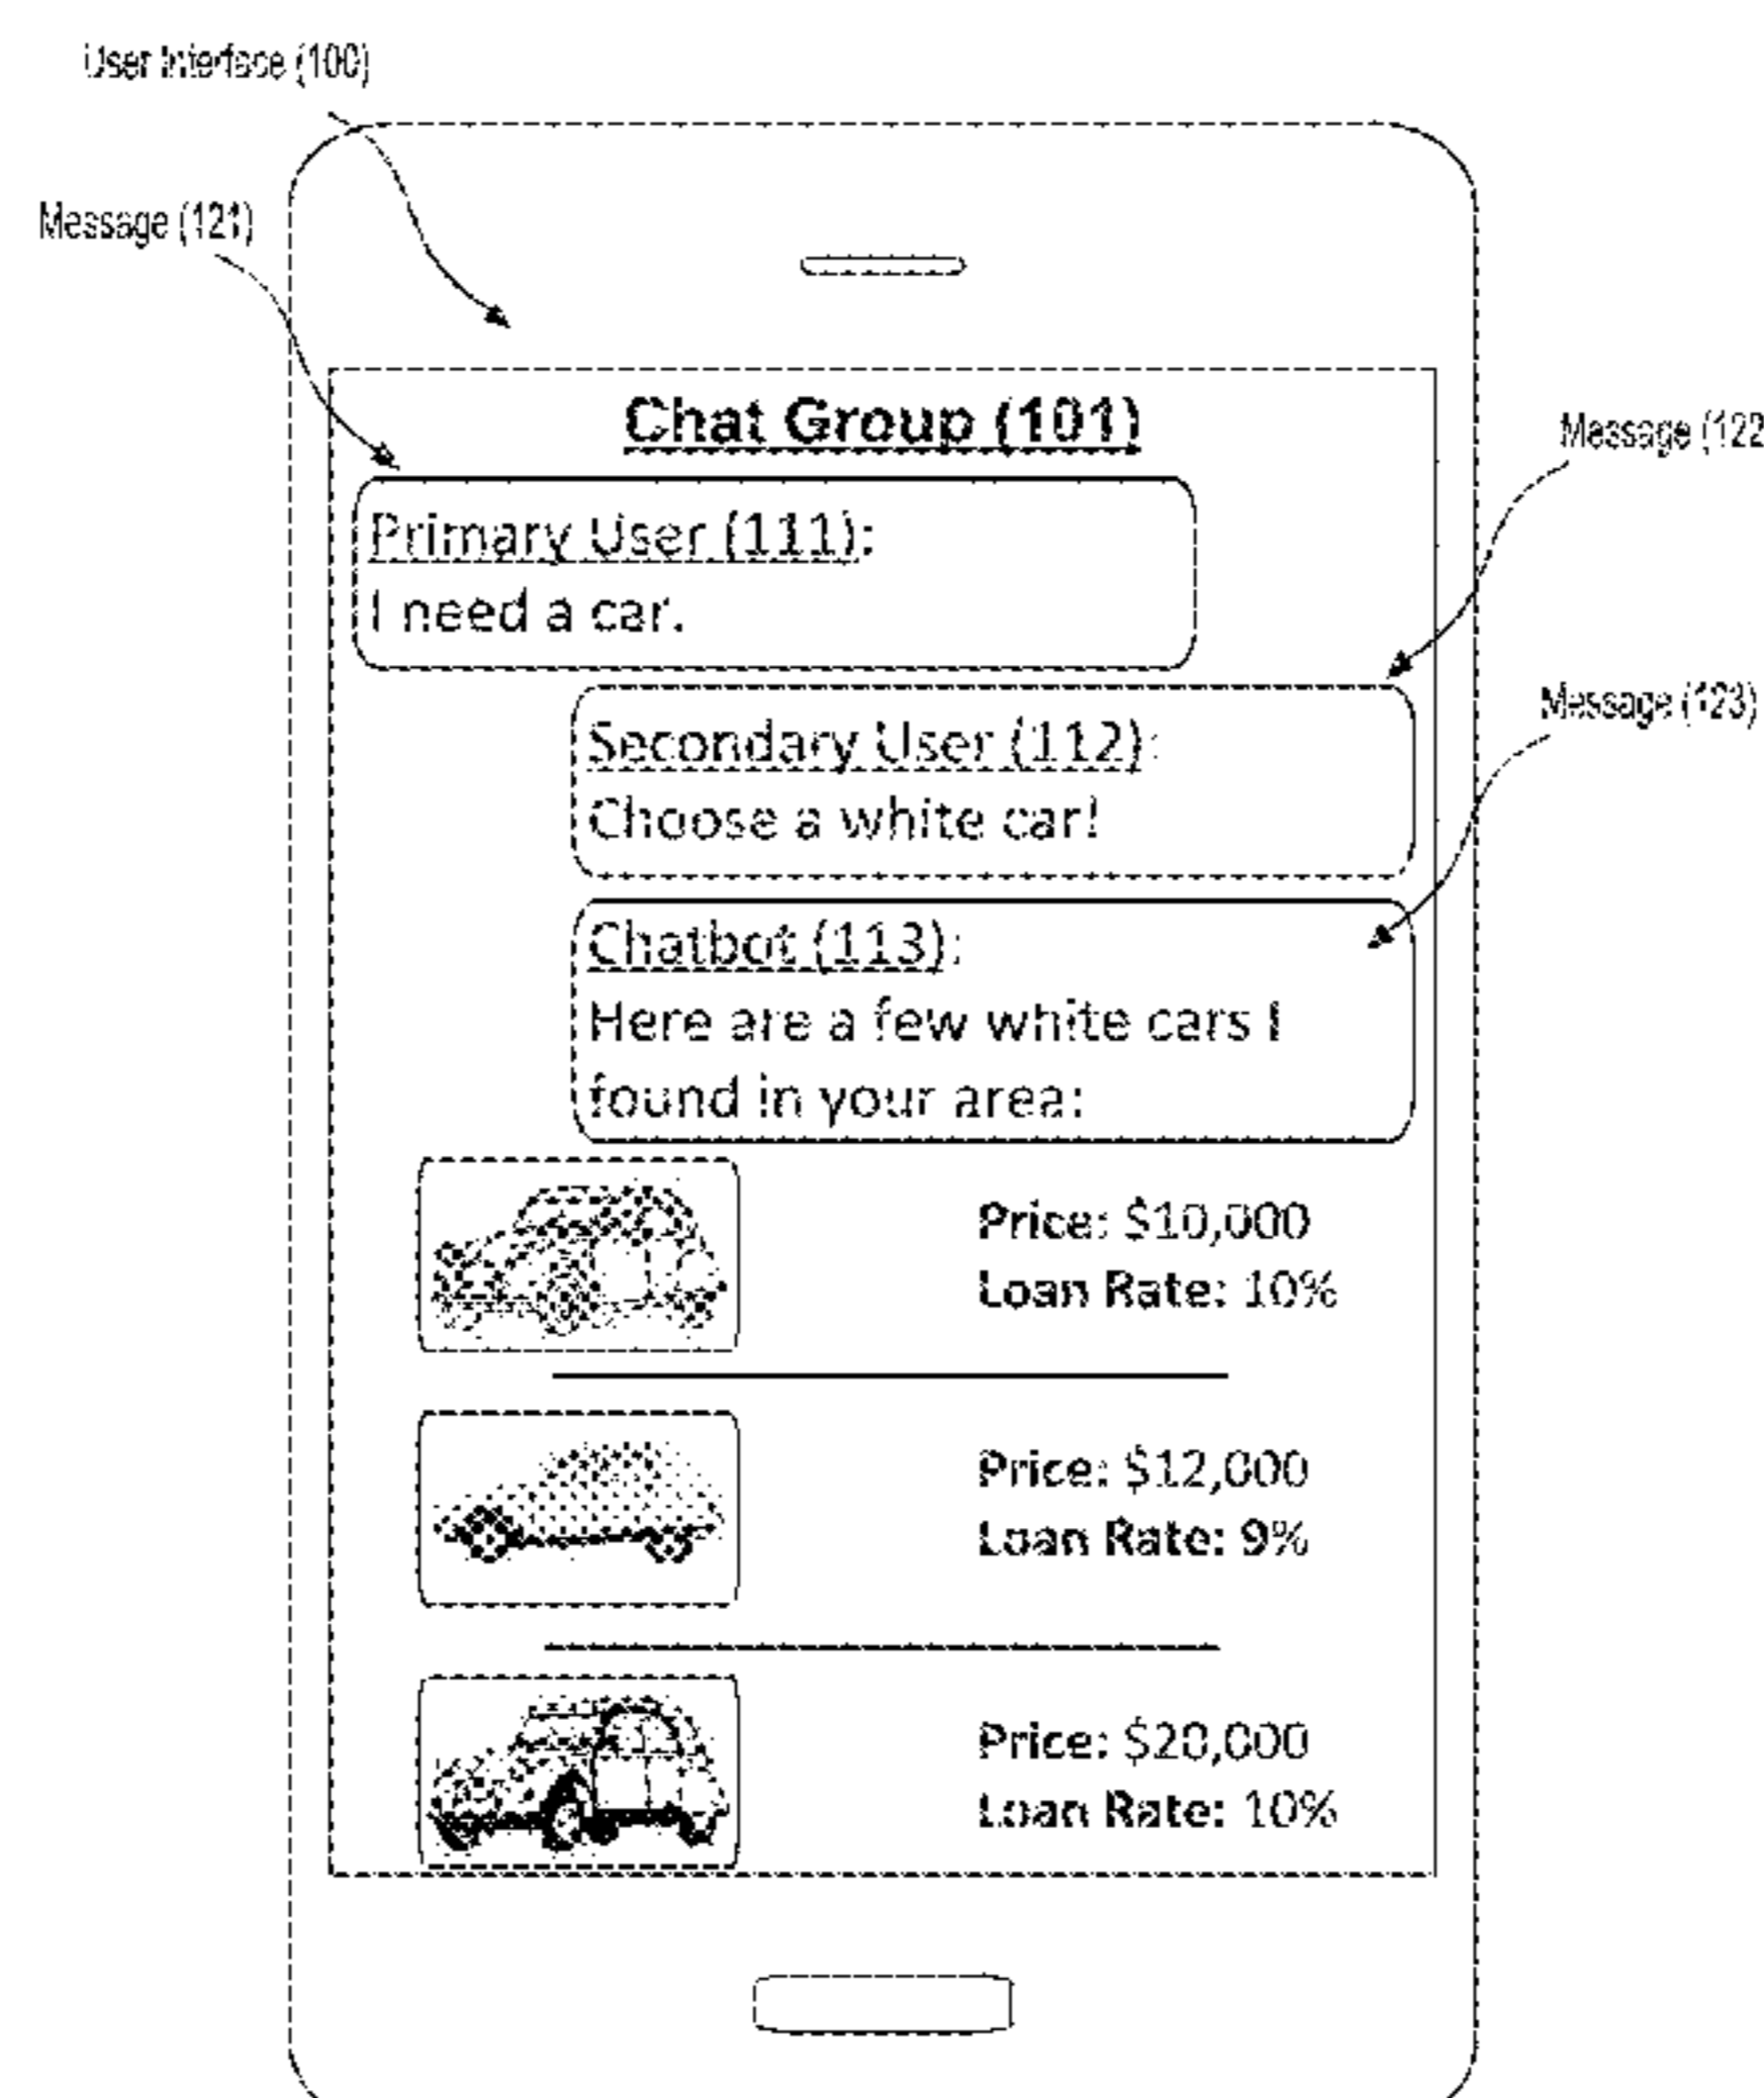 User Interface (100)
Message (121)
Chat Group (101)
Message (122
Primary User (111):
I need a car.
Message (123)
Secondary User (112):
Choose a white car!
Chatbot (113):
Here are a few white cars I
found in your area:
Price: $10,000
Loan Rate: 10%
Price: $12,000
Loan Rate: 9%
Price: $20,000
Loan Rate: 10%